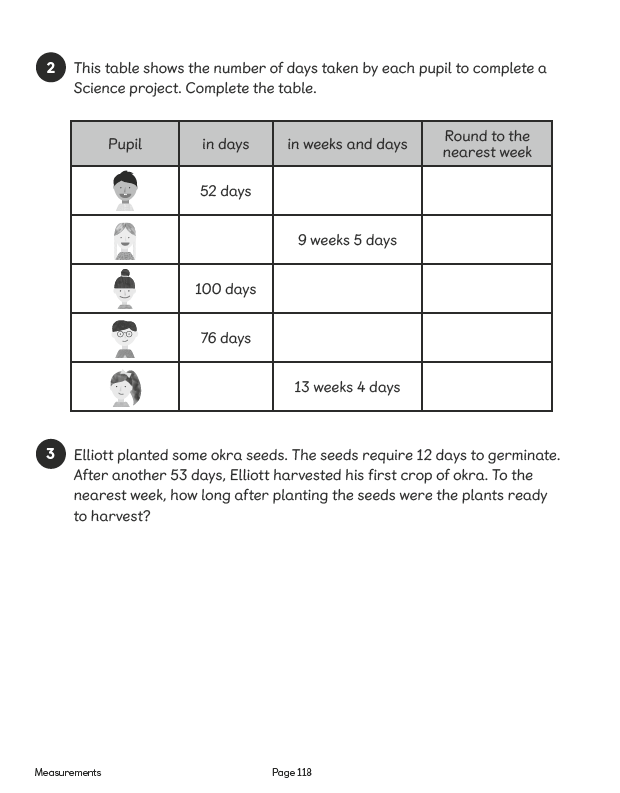 2
This table shows the number of days taken by each pupil to complete a
Science project. Complete the table.
Pupil
in days
in weeks and days
Round to the
nearest week
52 days
9 weeks 5 days
100 days
76 days
13 weeks 4 days
3
Elliott planted some okra seeds. The seeds require 12 days to germinate.
After another 53 days, Elliott harvested his first crop of okra. To the
nearest week, how long after planting the seeds were the plants ready
to harvest?
Measurements
Page 118